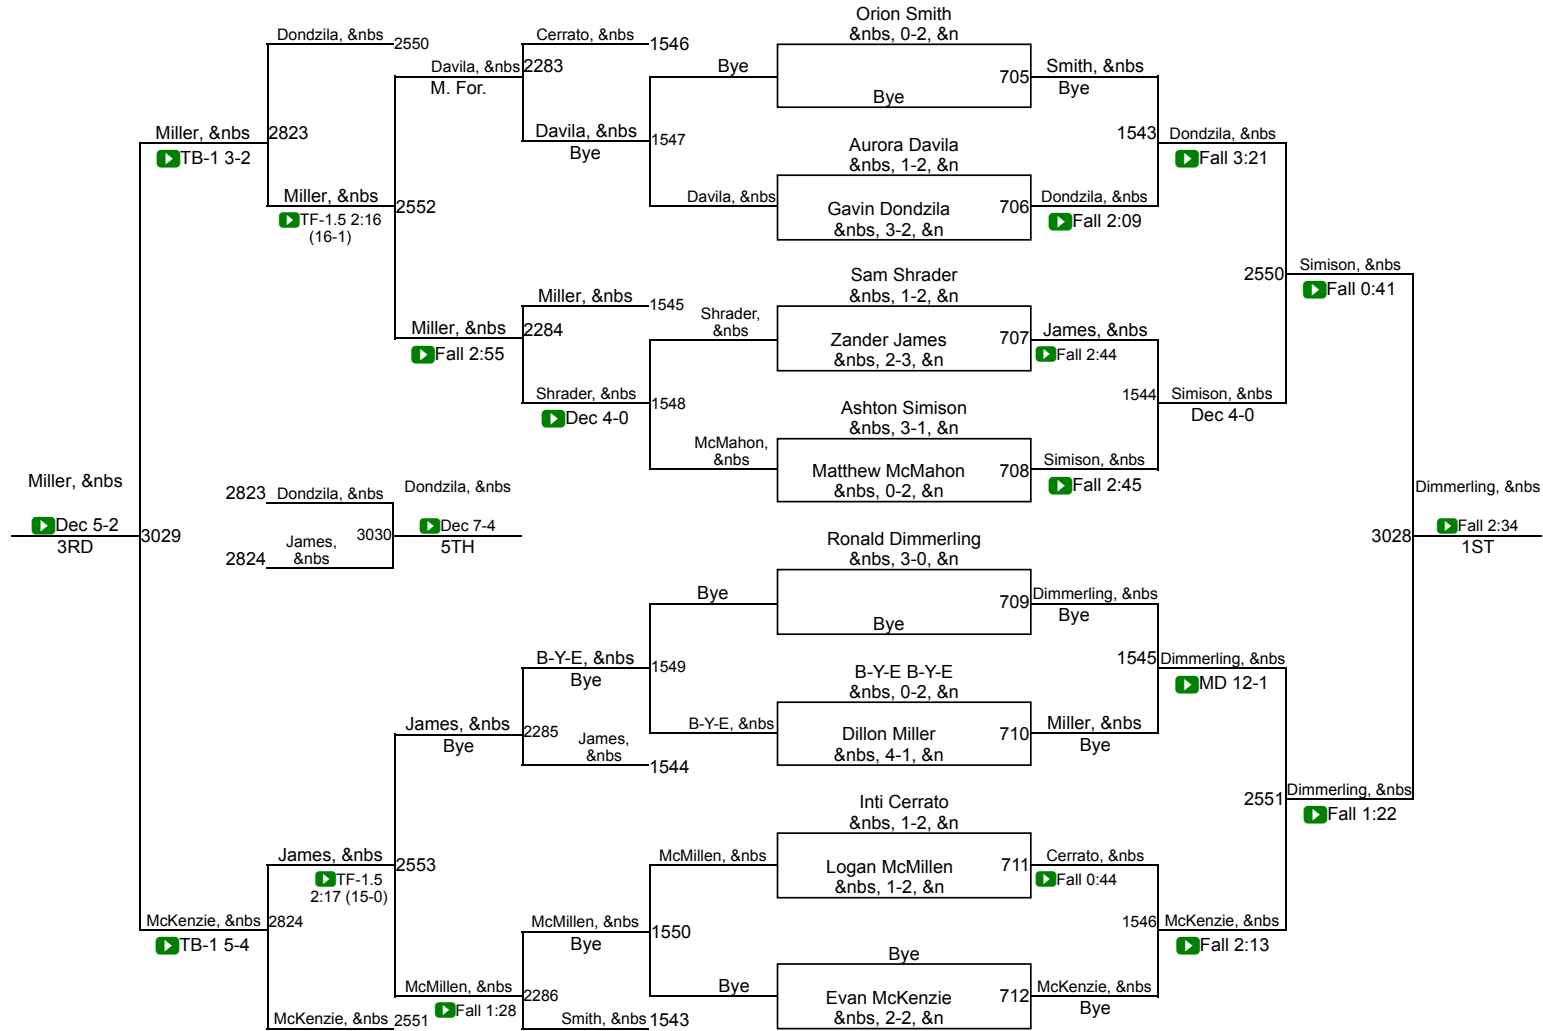 Orion Smith
&nbs, 0-2, &n
Dondzila, &nbs 2550
Cerrato, &nbs 1546
Davila, &nbs 2283
M. For.
Bye
705
Smith, &nbs
Bye
Bye
Miller, &nbs 2823
TB-1 3-2
Davila, &nbs 1547
Bye
Aurora Davila
&nbs, 1-2, &n
1543 Dondzila, &nbs
Fall 3:21
Miller, &nbs 2552
TF-1.5 2:16
(16-1)
Davila, &nbs
Gavin Dondzila
&nbs, 3-2, &n
706 Dondzila, &nbs
Fall 2:09
Sam Shrader
&nbs, 1-2, &n
2550 Simison, &nbs
Fall 0:41
Miller, &nbs 1545
Miller, &nbs 2284
Fall 2:55
Shrader,
&nbs
Zander James
&nbs, 2-3, &n
707 James, &nbs
Fall 2:44
Shrader, &nbs 1548
Dec 4-0
Ashton Simison
&nbs, 3-1, &n
1544 Simison, &nbs
Dec 4-0
McMahon,
&nbs
Matthew McMahon
&nbs, 0-2, &n
708 Simison, &nbs
Fall 2:45
Miller, &nbs
Dec 5-2
3RD
3029
2823 Dondzila, &nbs
2824 James,
&nbs
3030
Dondzila, &nbs
Dec 7-4
5TH
Dimmerling, &nbs
3028
Fall 2:34
1ST
Ronald Dimmerling
&nbs, 3-0, &n
Bye
709 Dimmerling, &nbs
Bye
Bye
B-Y-E, &nbs 1549
Bye
B-Y-E B-Y-E
&nbs, 0-2, &n
1545 Dimmerling, &nbs
MD 12-1
James, &nbs 2285
Bye
James,
&nbs 1544
B-Y-E, &nbs
Dillon Miller
&nbs, 4-1, &n
710 Miller, &nbs
Bye
Inti Cerrato
&nbs, 1-2, &n
2551 Dimmerling, &nbs
Fall 1:22
James, &nbs 2553
TF-1.5
2:17 (15-0)
McMillen, &nbs
Logan McMillen
&nbs, 1-2, &n
711 Cerrato, &nbs
Fall 0:44
McKenzie, &nbs 2824
TB-1 5-4
McMillen, &nbs 1550
Bye
Bye
1546 McKenzie, &nbs
Fall 2:13
McMillen, &nbs 2286
Fall 1:28
Bye
Evan McKenzie
&nbs, 2-2, &n
712 McKenzie, &nbs
Bye
McKenzie, &nbs 2551
Smith, &nbs 1543